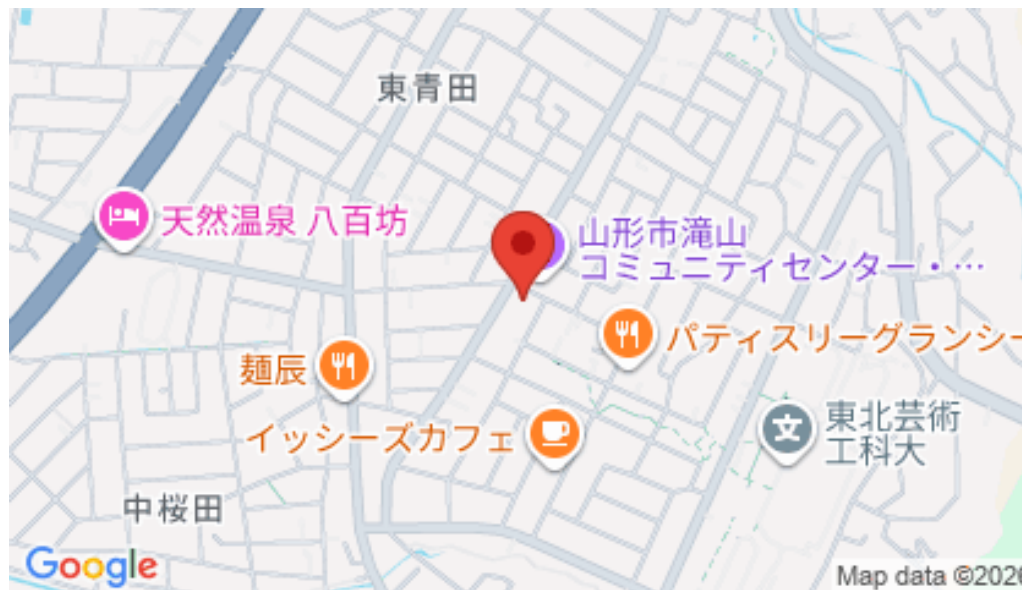 東青田
天然温泉 八百坊
山形市滝山
コミュニティセンター・…
パティスリーグランシー
麺辰
イッシーズカフェ
東北芸術
工科大
文
中桜田
Google
Map data ©2026